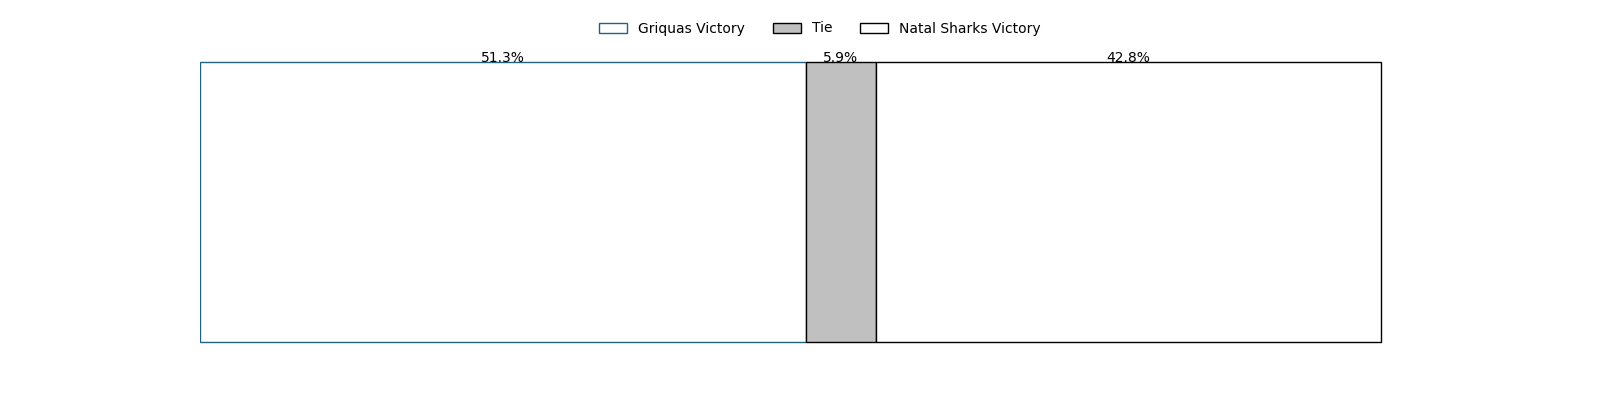 Griquas Victory Tie Natal Sharks Victory
51.3% 5.9% 42.8%